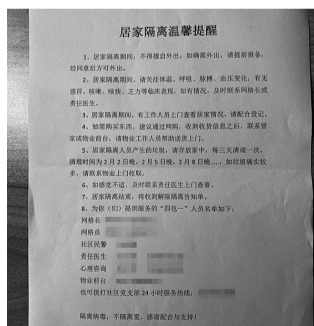 居家隔离温馨提醒
1、居家隔离期间，不得擅自外出。如确需外出，请提前报备，
经同意后方可外出。
2、居家隔离期间，请关注体温、呼吸、脉搏、血压变化；有无
感冒，咳嗽、咳痰、乏力等临床表现。如有情况，及时联系网格长或
责任医生。
3、居家隔离期间，有工作人员上门查看居家情况，请配合登记。
4、如需购买东西，建议通过网购，收到收货信息之后，联系管
家或物业前台，请物业工作人员帮助送货上门。
5、居家隔离人员产生的垃圾，请存放家中，每三天清理一次，
清理时间为2月2日晚，2月5日晚；2月8日晚……；如垃圾确实较
多，请联系物业上门收取。
6、如感觉不适，及时联系责任医生上门查看。
7、居家隔离结束，将收到解除隔离告知单。
8、为你（们）提供服务的“四包一”人员名单如下：
网格长
网格员
社区民警
责任医生
心理咨询
物业前台
也可拨打社区党支部24小时服务热线：
隔离病毒，不隔离爱，感谢配合与支持！